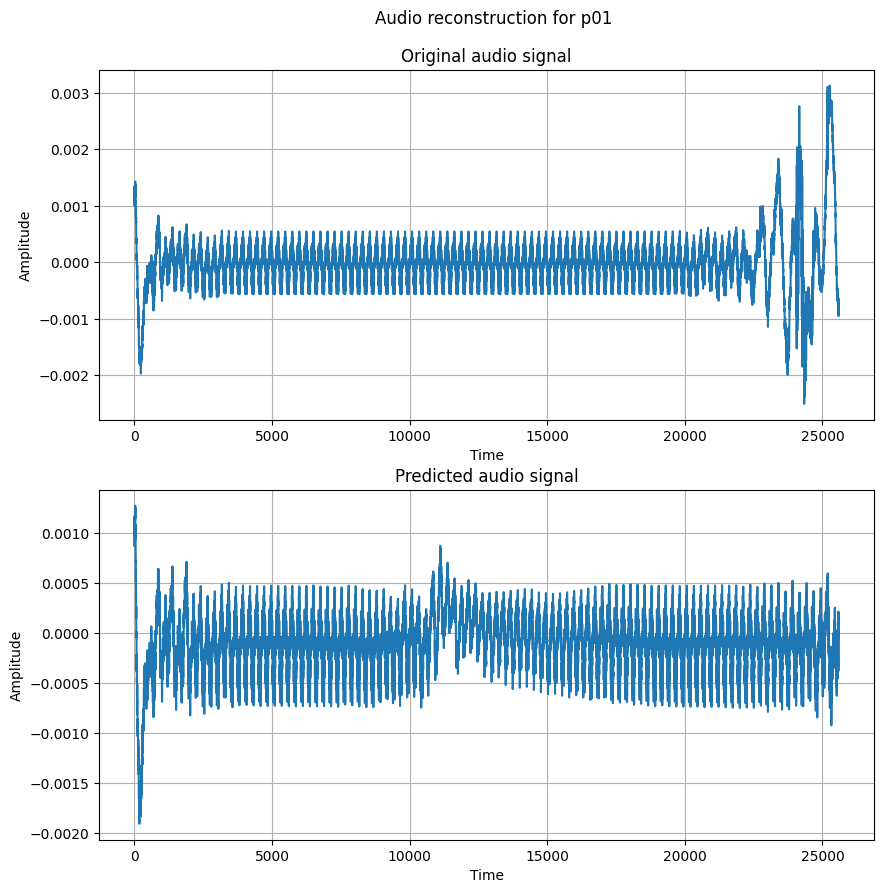 Audio reconstruction for p01
Original audio signal
Amplitude
0.003
0.002
0.001
0.000
−0.001
−0.002
0 5000 10000 15000 20000 25000
Time
Predicted audio signal
Amplitude
0.0010
0.0005
0.0000
−0.0005
−0.0010
−0.0015
−0.0020
0 5000 10000 15000 20000 25000
Time